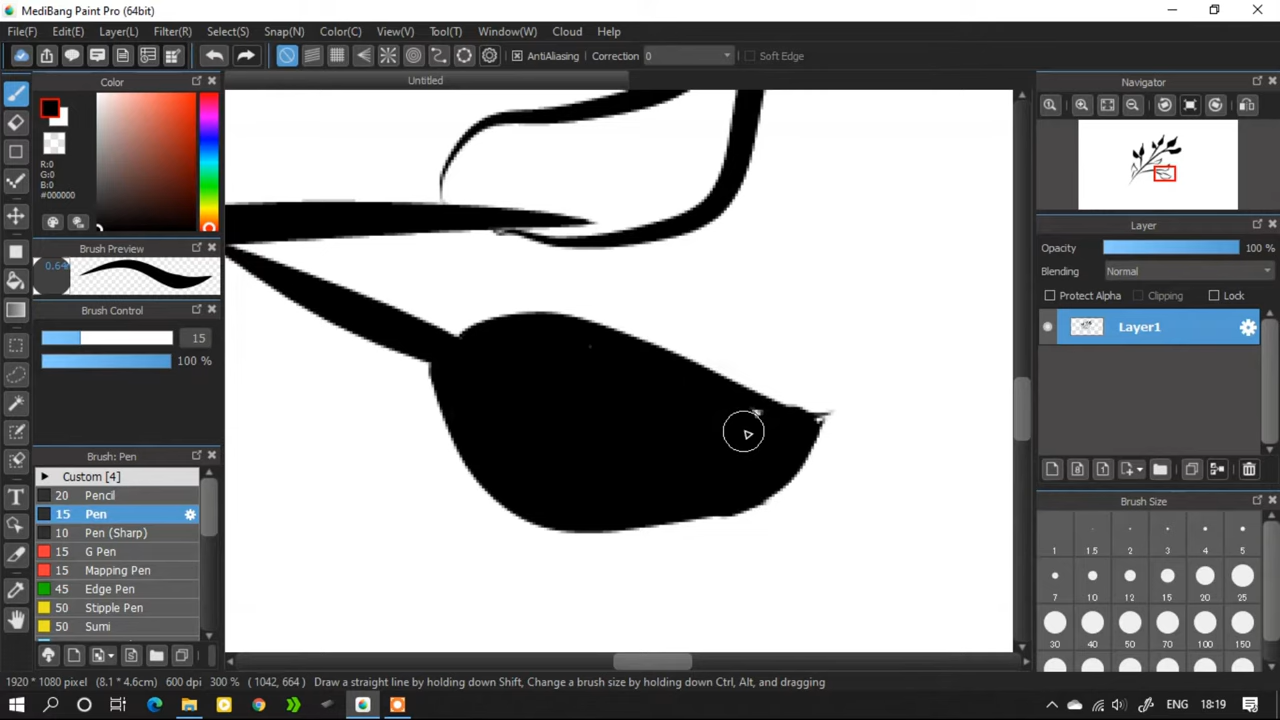 MediBang Paint Pro (64bit)
File(F) Edit(E) Layer(L) Filter(R) Select(S) Snap(N) Color(C) View(V) Tool(T) Window(W) Cloud Help
AntiAliasing Correction 0 Soft Edge
Color
Untitled
Navigator
R:0
G:0
B:0
#000000
Brush Preview
Brush Control
15
100 %
Layer
Opacity 100 %
Blending Normal
Protect Alpha Clipping Lock
Layer1
Brush: Pen
Custom [4]
20 Pencil
15 Pen
10 Pen (Sharp)
15 G Pen
15 Mapping Pen
45 Edge Pen
50 Stipple Pen
50 Sumi
Brush Size
1 1.5 2 3 4 5
7 10 12 15 20 25
30 50 70 100 150
1920 * 1080 pixel (8.1 * 4.6cm) 600 dpi 300 % ( 1042, 664 ) Draw a straight line by holding down Shift, Change a brush size by holding down Ctrl, Alt, and dragging
ENG 18:19